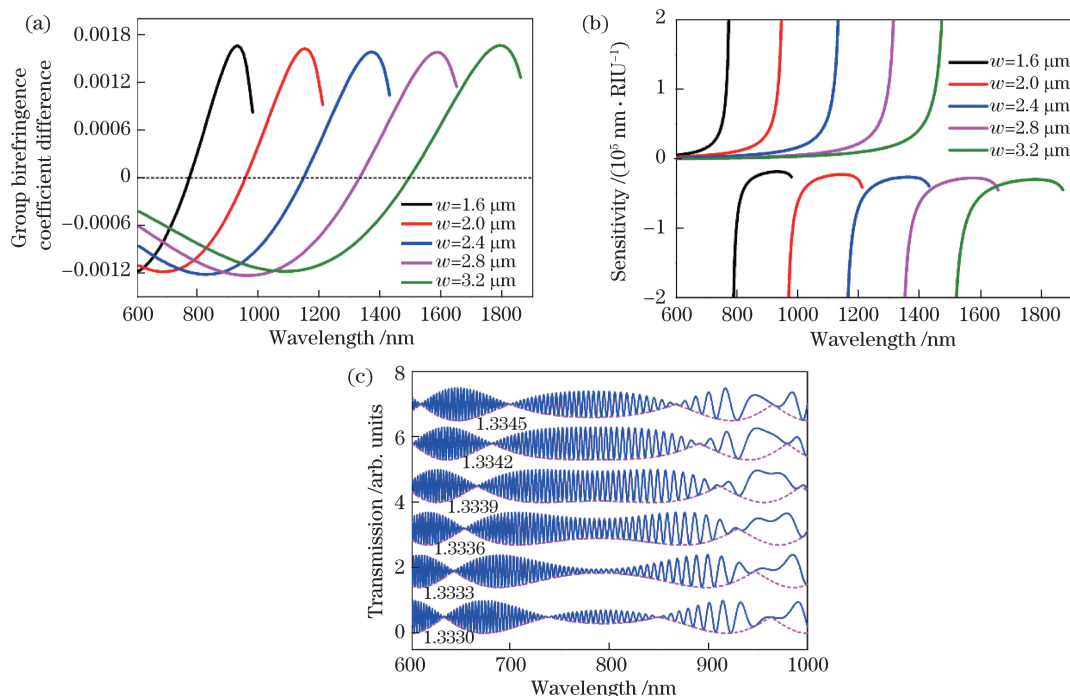 (a)
0.0018
0.0012
0.0006
0
−0.0006
−0.0012
Group birefringence
coefficient difference
w=1.6 μm
w=2.0 μm
w=2.4 μm
w=2.8 μm
w=3.2 μm
600 800 1000 1200 1400 1600 1800
Wavelength /nm
(b)
2
1
0
−1
−2
Sensitivity /(10⁵ nm · RIU⁻¹)
w=1.6 μm
w=2.0 μm
w=2.4 μm
w=2.8 μm
w=3.2 μm
600 800 1000 1200 1400 1600 1800
Wavelength /nm
(c)
8
6
4
2
0
Transmission /arb. units
1.3345
1.3342
1.3339
1.3336
1.3333
1.3330
600 700 800 900 1000
Wavelength /nm